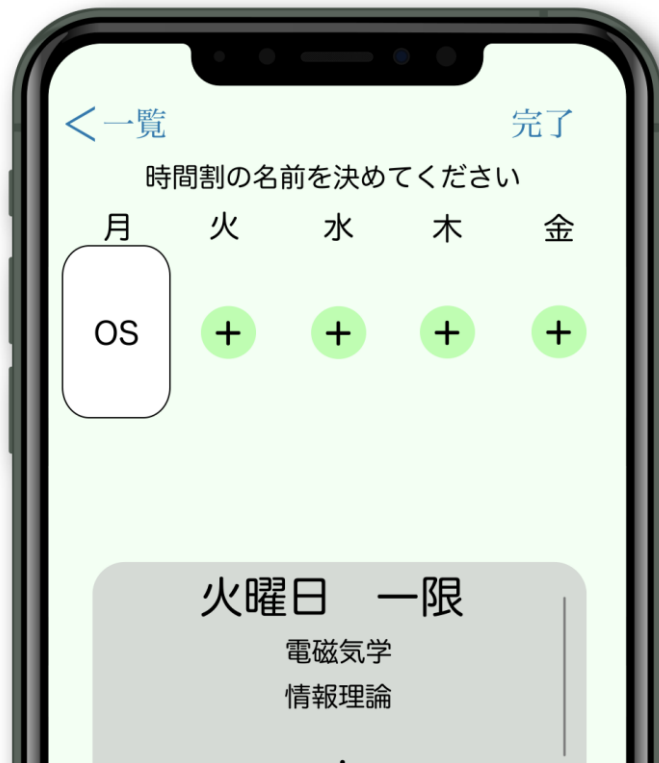 ＜一覧 完了
時間割の名前を決めてください
月 火 水 木 金
OS + + + +
火曜日　一限
電磁気学
情報理論